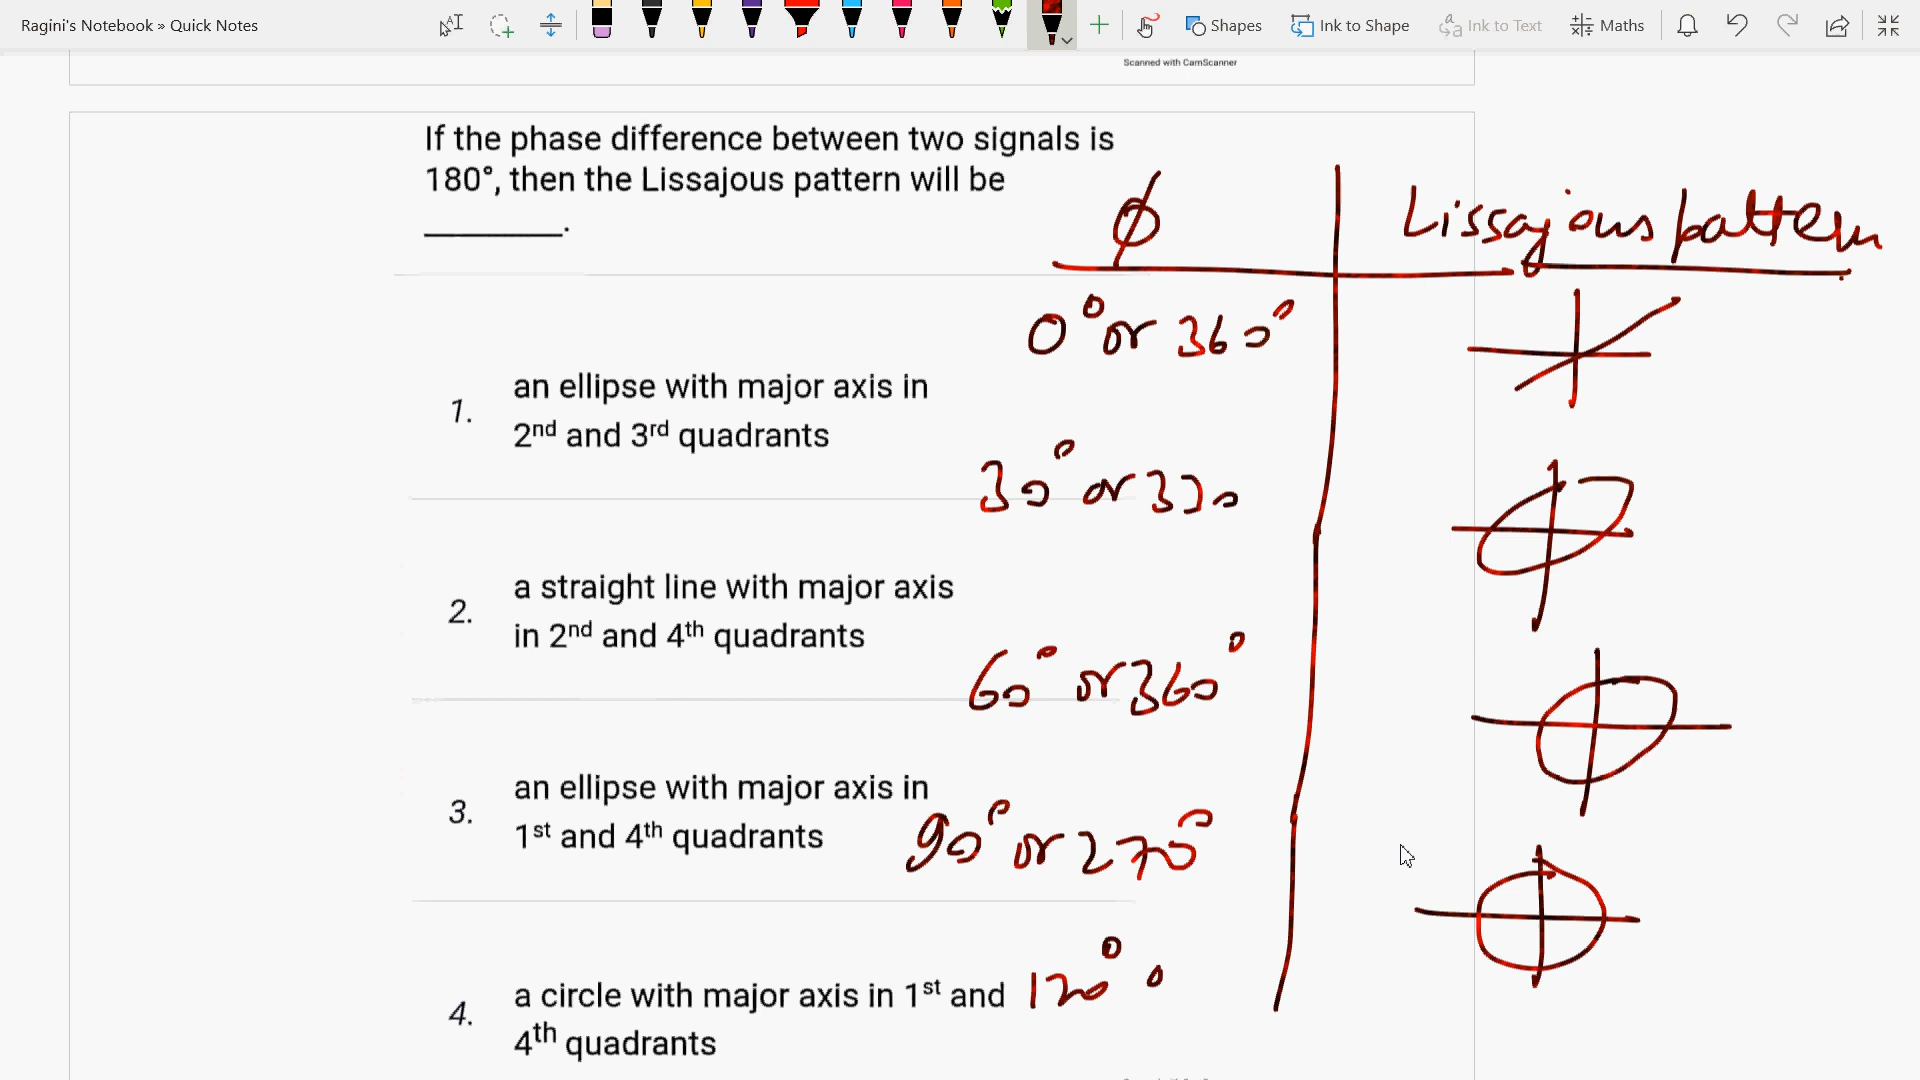 Ragini's Notebook » Quick Notes
Shapes
Ink to Shape
Ink to Text
Maths
Scanned with CamScanner
If the phase difference between two signals is
180°, then the Lissajous pattern will be
________.
ϕ
Lissajous pattern
0° or 360°
1. an ellipse with major axis in
2nd and 3rd quadrants
30° or 330
2. a straight line with major axis
in 2nd and 4th quadrants
60° or 360°
3. an ellipse with major axis in
1st and 4th quadrants
90° or 270°
4. a circle with major axis in 1st and
4th quadrants
120°